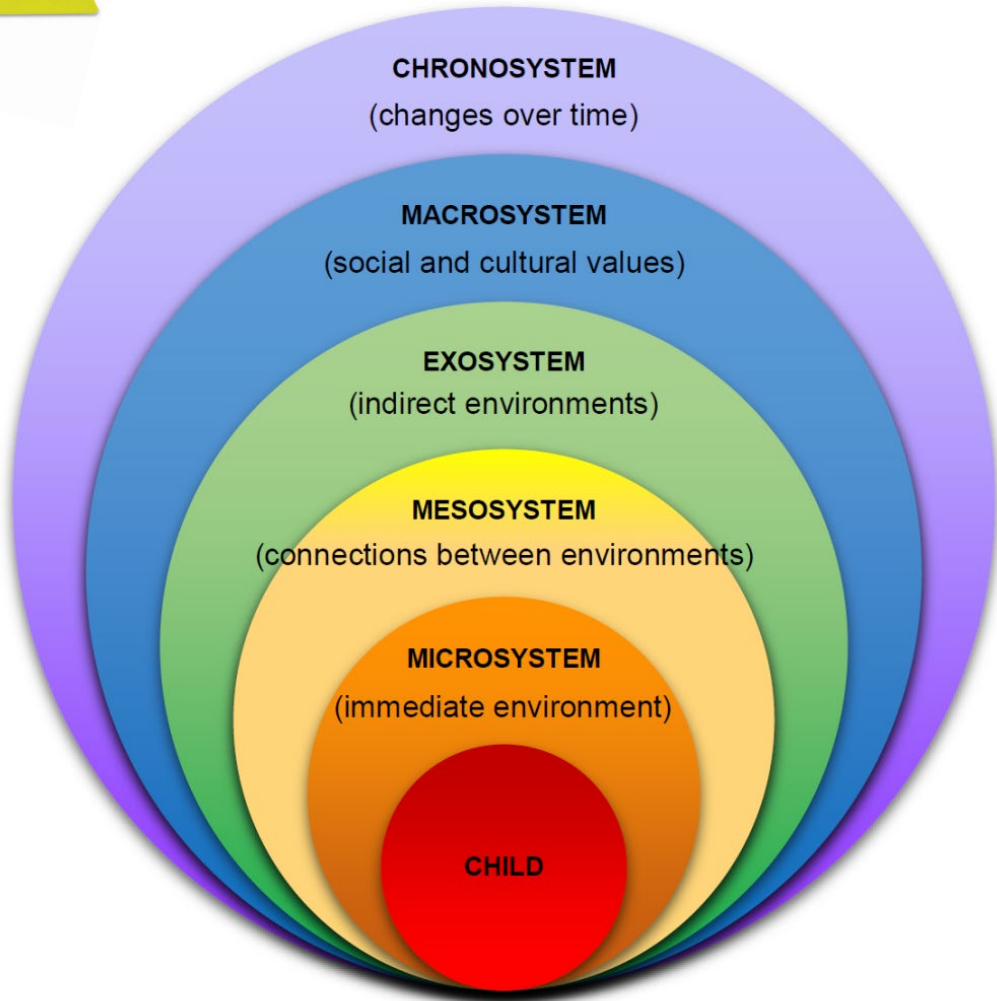 CHRONOSYSTEM
(changes over time)
MACROSYSTEM
(social and cultural values)
EXOSYSTEM
(indirect environments)
MESOSYSTEM
(connections between environments)
MICROSYSTEM
(immediate environment)
CHILD